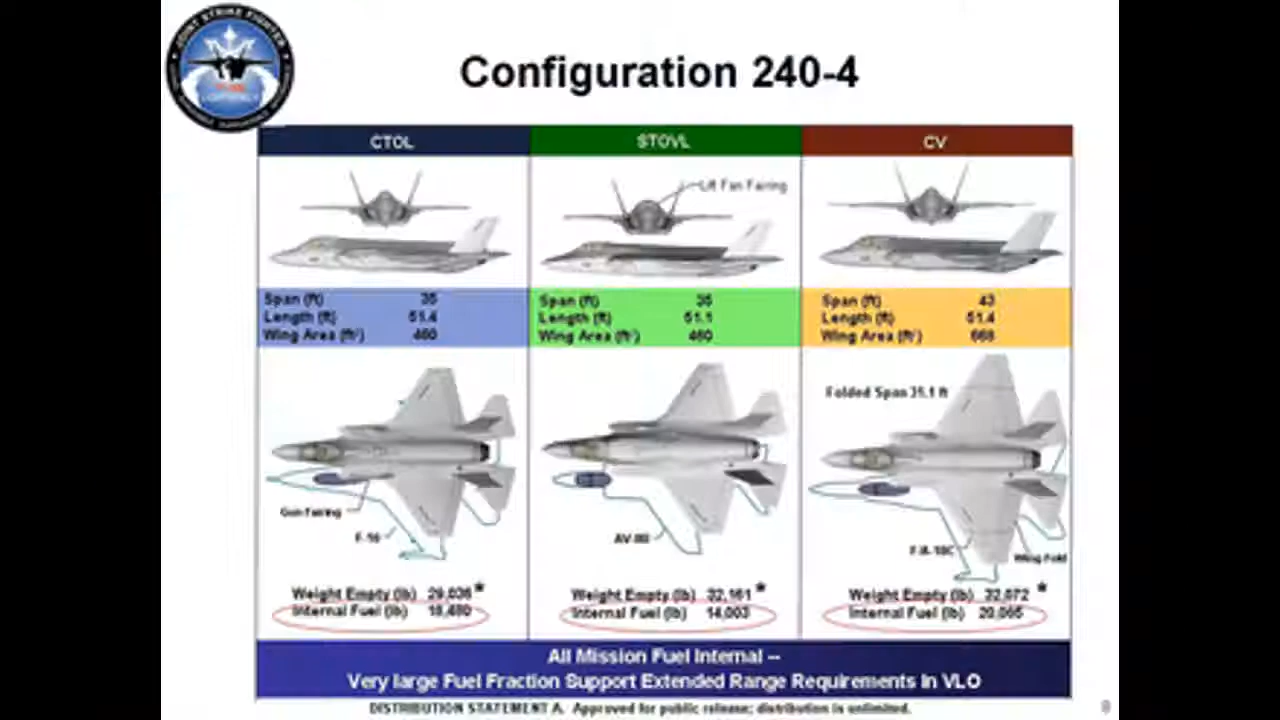 JOINT STRIKE FIGHTER
Configuration 240-4
CTOL
STOVL
CV
Lift Fan Fairing
Span (ft) 35
Length (ft) 51.4
Wing Area (ft²) 460
Span (ft) 35
Length (ft) 51.1
Wing Area (ft²) 460
Span (ft) 43
Length (ft) 51.4
Wing Area (ft²) 668
Folded Span 31.1 ft
Gun Fairing
F-16
AV-8B
F/A-18C
Wing Fold
Weight Empty (lb) 29,036*
Internal Fuel (lb) 18,480
Weight Empty (lb) 32,161*
Internal Fuel (lb) 14,003
Weight Empty (lb) 32,072*
Internal Fuel (lb)
All Mission Fuel Internal --
Very large Fuel Fraction Support Extended Range Requirements in VLO
DISTRIBUTION STATEMENT A. Approved for public release; distribution is unlimited.